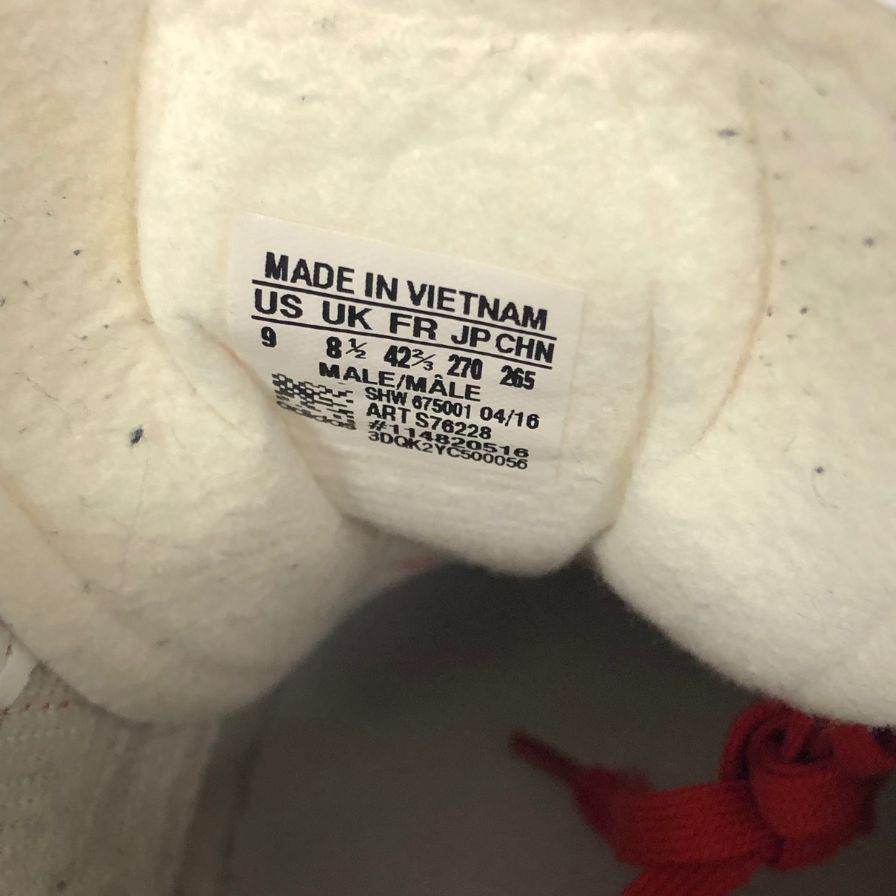 MADE IN VIETNAM
US UK FR JP CHN
9 8½ 42⅔ 270 265
MALE/MÂLE
SHW 675001 04/16
ART S76228
#114820516
3DQK2YC500056
adidas